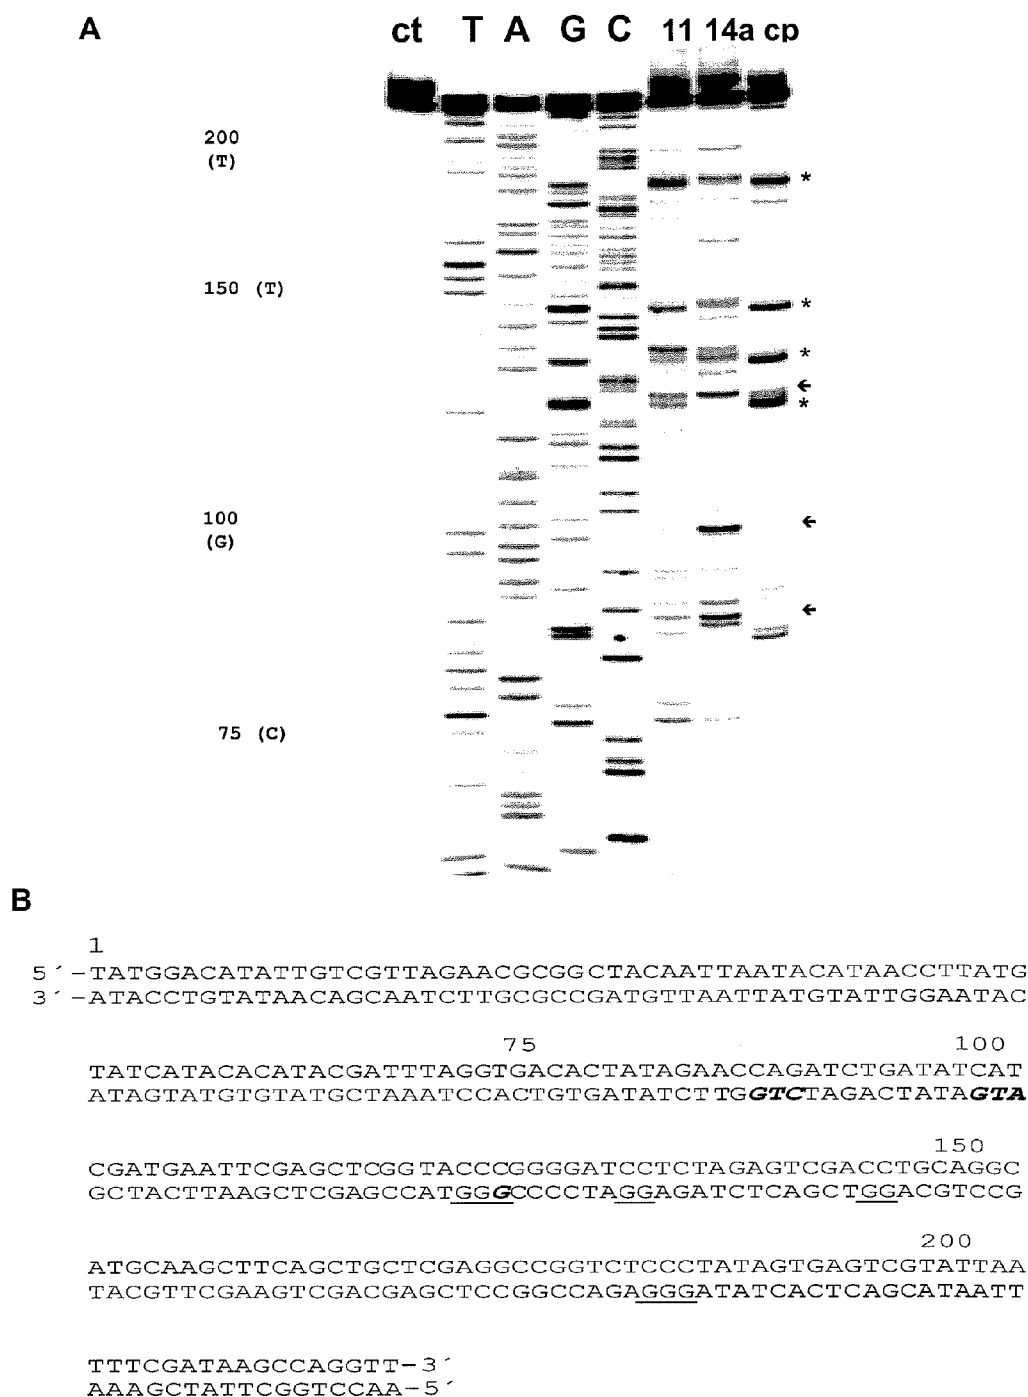 A
ct T A G C 11 14a cp
200
(T)
*
150 (T)
*
*
←
*
100
(G)
←
←
75 (C)
B
1
5´-TATGGACATATTGTCGTTAGAACGCGGCTACAATTAATACATAACCTTATG
3´-ATACCTGTATAACAGCAATCTTGCGCCGATGTTAATTATGTATTGGAATAC
75 100
TATCATACACATACGATTTAGGTGACACTATAGAACCAGATCTGATATCAT
ATAGTATGTGTATGCTAAATCCACTGTGATATCTTGGTCTAGACTATAGTA
150
CGATGAATTCGAGCTCGGTACCCGGGGATCCTCTAGAGTCGACCTGCAGGC
GCTACTTAAGCTCGAGCCATGGGCCCCTAGGAGATCTCAGCTGGACGTCCG
200
ATGCAAGCTTCAGCTGCTCGAGGCCGGTCTCCCTATAGTGAGTCGTATTAA
TACGTTCGAAGTCGACGAGCTCCGGCCAGAGGGATATCACTCAGCATAATT
TTTCGATAAGCCAGGTT-3´
AAAGCTATTCGGTCCAA-5´